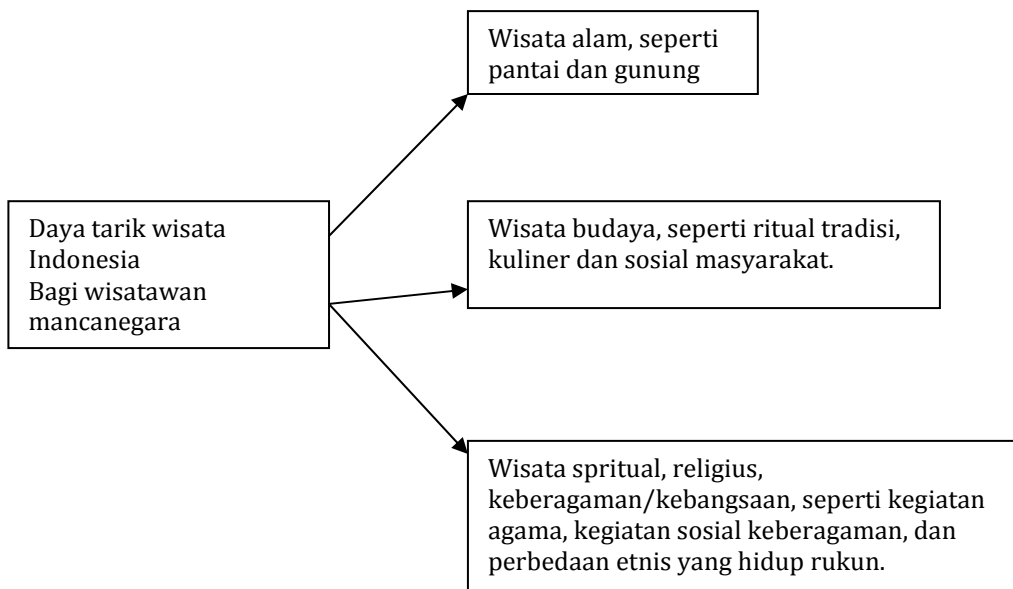 Wisata alam, seperti
pantai dan gunung
Daya tarik wisata
Indonesia
Bagi wisatawan
mancanegara
Wisata budaya, seperti ritual tradisi,
kuliner dan sosial masyarakat.
Wisata spritual, religius,
keberagaman/kebangsaan, seperti kegiatan
agama, kegiatan sosial keberagaman, dan
perbedaan etnis yang hidup rukun.